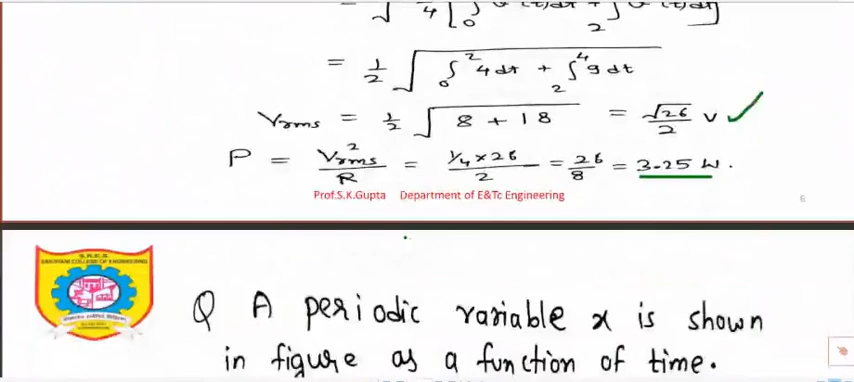 = 1/2 √ ∫₀² 4 dt + ∫₂⁴ 9 dt
Vrms = 1/2 √ 8 + 18 = √26/2 V ✓
P = V²rms/R = 1/4 × 26/2 = 26/8 = 3.25 W.
Prof.S.K.Gupta Department of E&Tc Engineering
6
Q A periodic variable x is shown
in figure as a function of time.